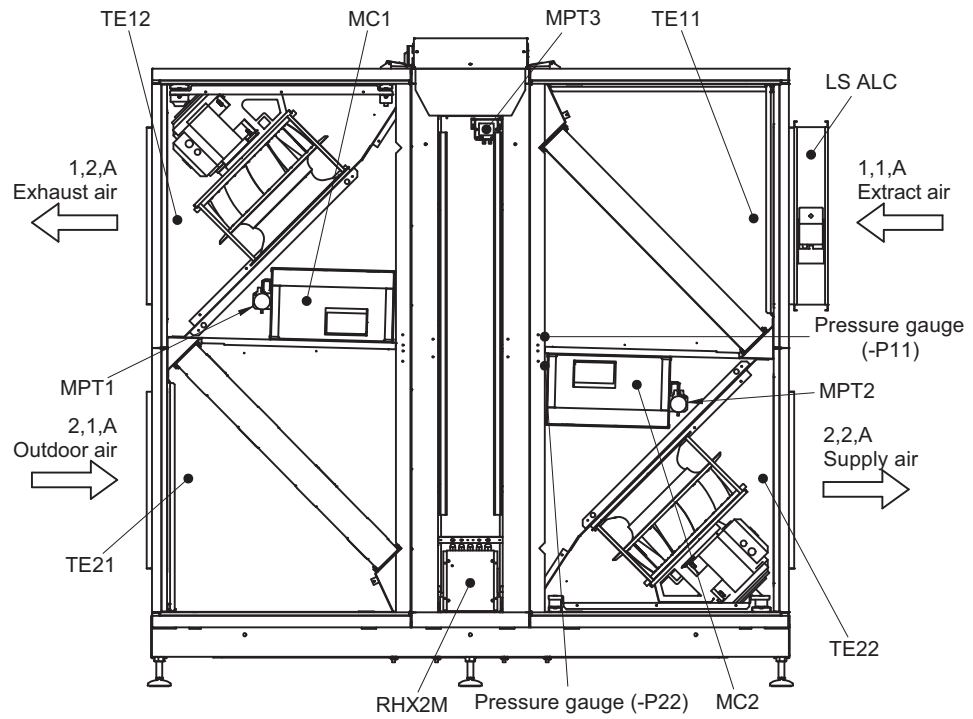 TE12
MC1
MPT3
TE11
LS ALC
1,2,A
Exhaust air
1,1,A
Extract air
Pressure gauge
(-P11)
MPT1
MPT2
2,1,A
Outdoor air
2,2,A
Supply air
TE21
TE22
RHX2M
Pressure gauge (-P22)
MC2